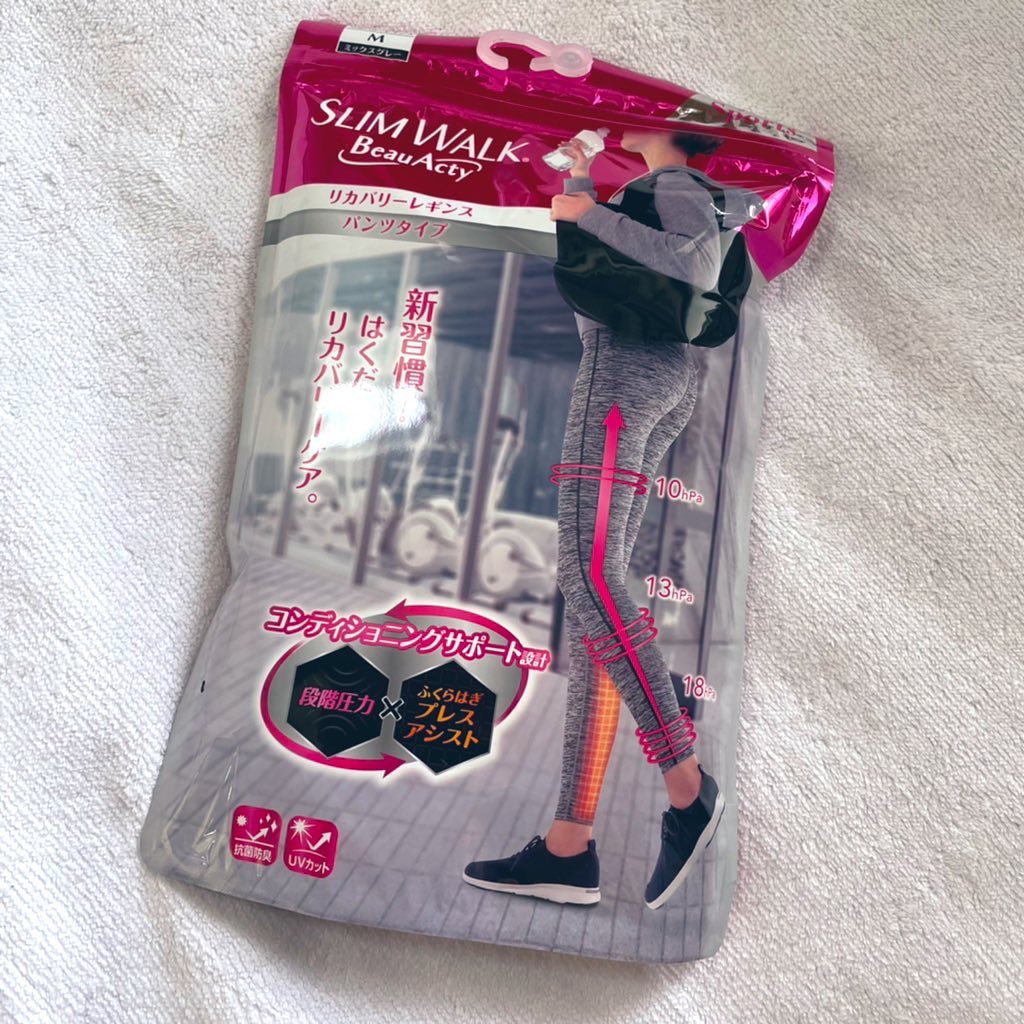 M
ミックスグレー
Sports
SLIM WALK®
BeauActy
リカバリーレギンス
パンツタイプ
新習慣!
はくだ
リカバリーケア。
10hPa
13hPa
18hPa
コンディショニングサポート設計
段階圧力
×
ふくらはぎ
プレス
アシスト
抗菌防臭
UVカット